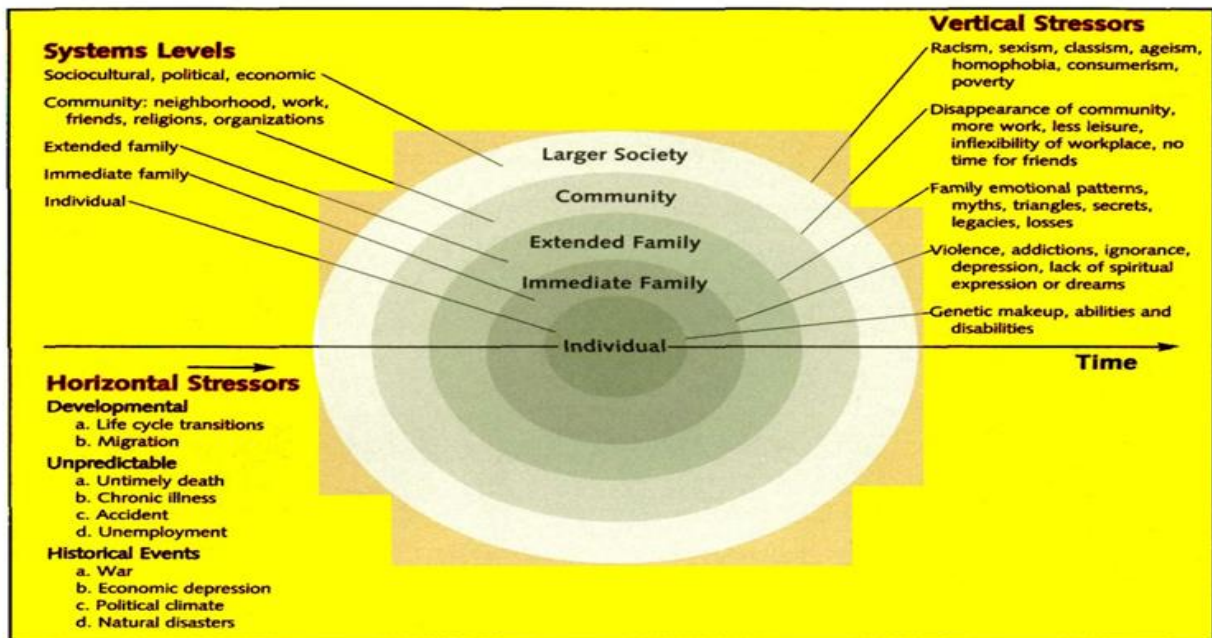 Systems Levels
Sociocultural, political, economic
Community: neighborhood, work,
friends, religions, organizations
Extended family
Immediate family
Individual
Vertical Stressors
Racism, sexism, classism, ageism,
homophobia, consumerism,
poverty
Disappearance of community,
more work, less leisure,
inflexibility of workplace, no
time for friends
Family emotional patterns,
myths, triangles, secrets,
legacies, losses
Violence, addictions, ignorance,
depression, lack of spiritual
expression or dreams
Genetic makeup, abilities and
disabilities
Larger Society
Community
Extended Family
Immediate Family
Individual
Time
Horizontal Stressors
Developmental
a. Life cycle transitions
b. Migration
Unpredictable
a. Untimely death
b. Chronic illness
c. Accident
d. Unemployment
Historical Events
a. War
b. Economic depression
c. Political climate
d. Natural disasters